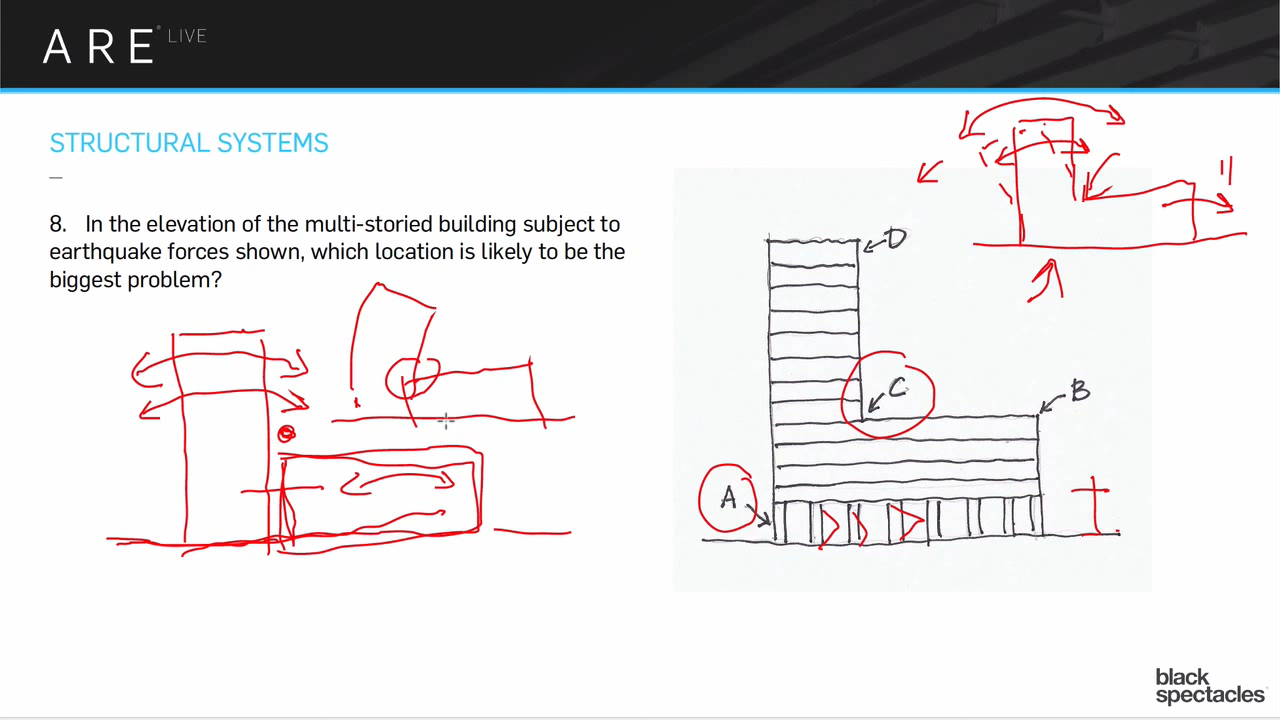 ARE® LIVE
STRUCTURAL SYSTEMS
8. In the elevation of the multi-storied building subject to
earthquake forces shown, which location is likely to be the
biggest problem?
D
C
B
A
black
spectacles